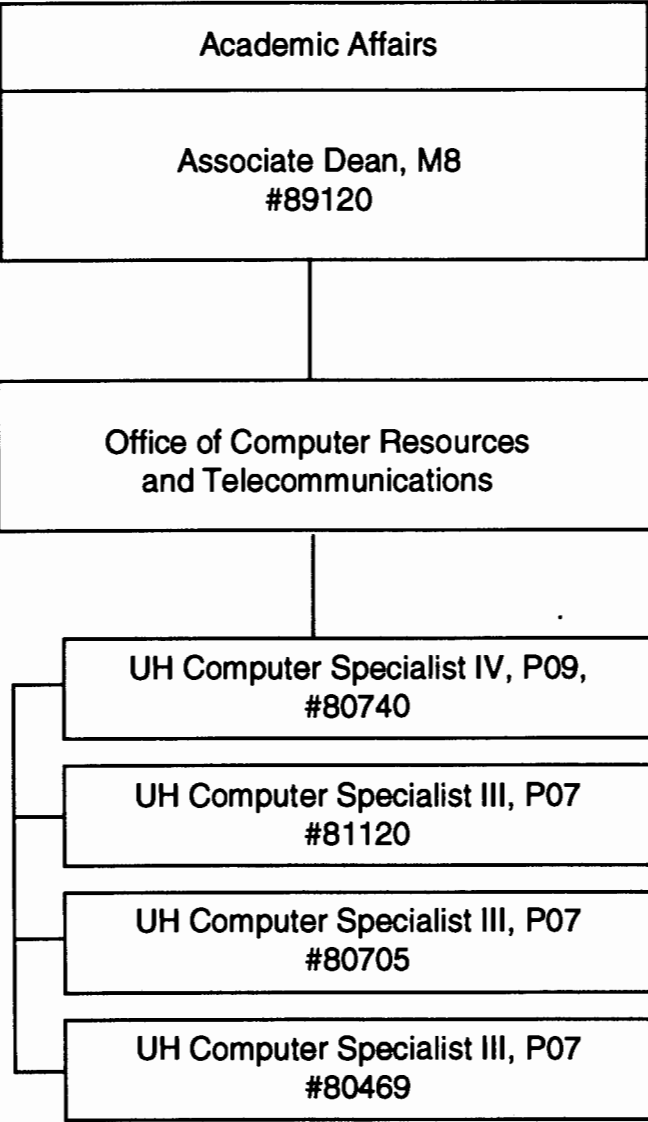 Academic Affairs
Associate Dean, M8
#89120
Office of Computer Resources
and Telecommunications
UH Computer Specialist IV, P09,
#80740
UH Computer Specialist III, P07
#81120
UH Computer Specialist III, P07
#80705
UH Computer Specialist III, P07
#80469